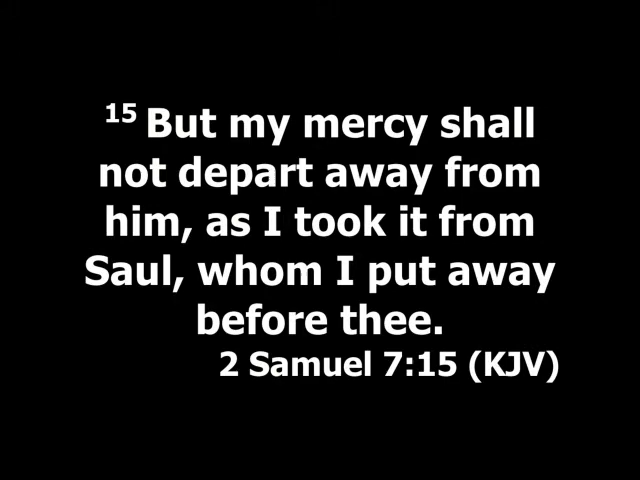 15 But my mercy shall
not depart away from
him, as I took it from
Saul, whom I put away
before thee.
2 Samuel 7:15 (KJV)